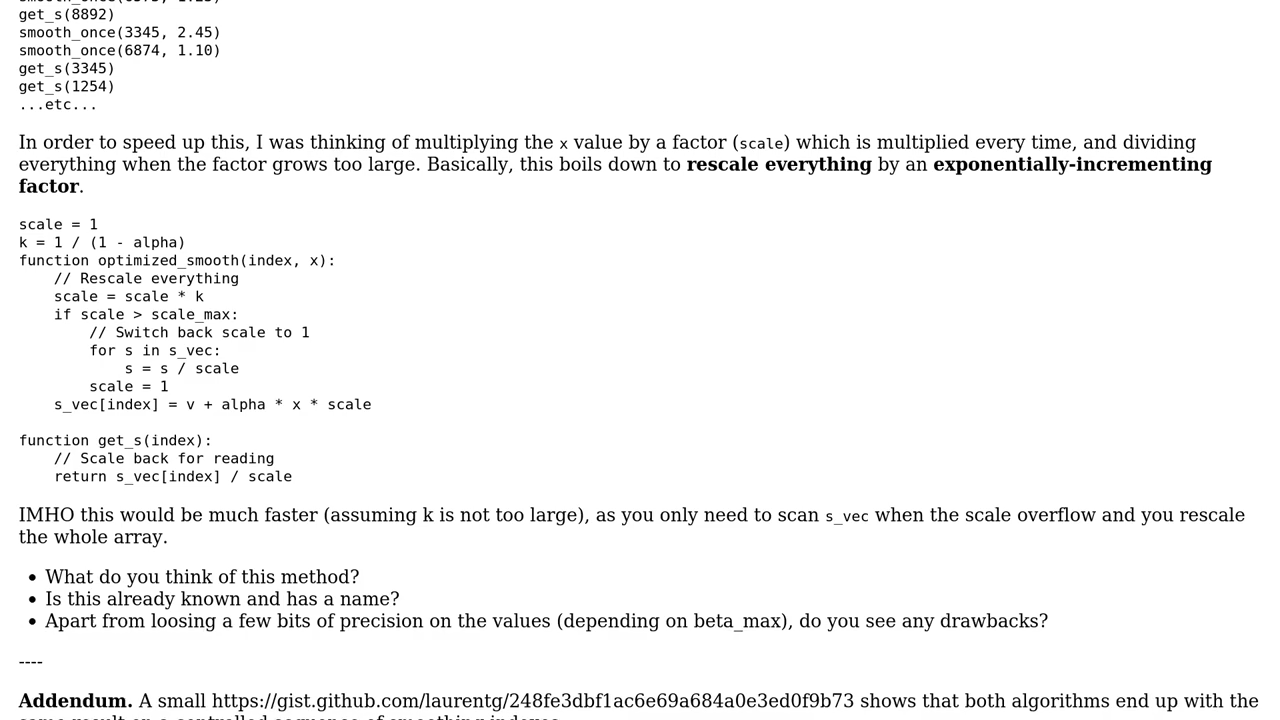 get_s(8892)
smooth_once(3345, 2.45)
smooth_once(6874, 1.10)
get_s(3345)
get_s(1254)
...etc...
In order to speed up this, I was thinking of multiplying the x value by a factor (scale) which is multiplied every time, and dividing
everything when the factor grows too large. Basically, this boils down to rescale everything by an exponentially-incrementing
factor.
scale = 1
k = 1 / (1 - alpha)
function optimized_smooth(index, x):
    // Rescale everything
    scale = scale * k
    if scale > scale_max:
        // Switch back scale to 1
        for s in s_vec:
            s = s / scale
        scale = 1
    s_vec[index] = v + alpha * x * scale
function get_s(index):
    // Scale back for reading
    return s_vec[index] / scale
IMHO this would be much faster (assuming k is not too large), as you only need to scan s_vec when the scale overflow and you rescale
the whole array.
• What do you think of this method?
• Is this already known and has a name?
• Apart from loosing a few bits of precision on the values (depending on beta_max), do you see any drawbacks?
----
Addendum. A small https://gist.github.com/laurentg/248fe3dbf1ac6e69a684a0e3ed0f9b73 shows that both algorithms end up with the